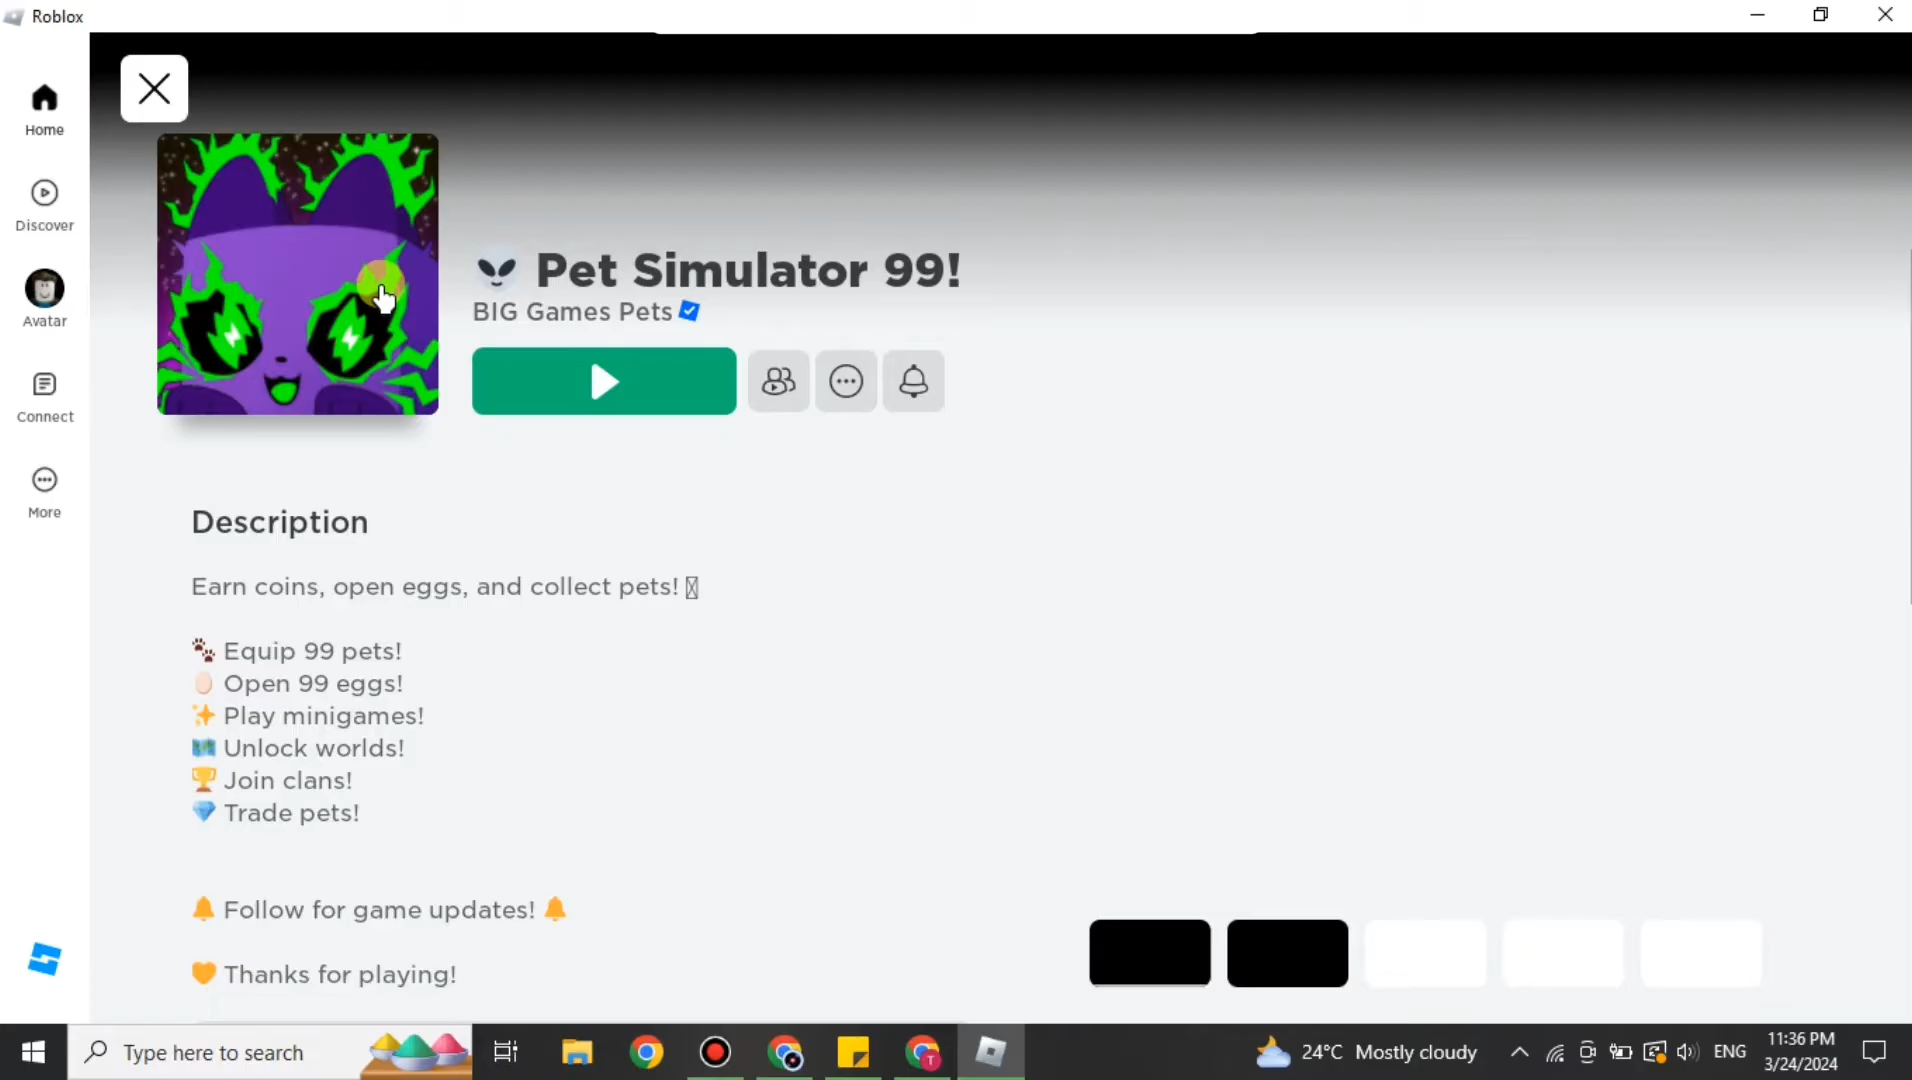 Roblox
Home
Discover
Avatar
Connect
More
👽 Pet Simulator 99!
BIG Games Pets
Description
Earn coins, open eggs, and collect pets!
🐾 Equip 99 pets!
🥚 Open 99 eggs!
✨ Play minigames!
🗺️ Unlock worlds!
🏆 Join clans!
💎 Trade pets!
🔔 Follow for game updates! 🔔
🧡 Thanks for playing!
Type here to search
T
24°C Mostly cloudy
ENG
11:36 PM
3/24/2024